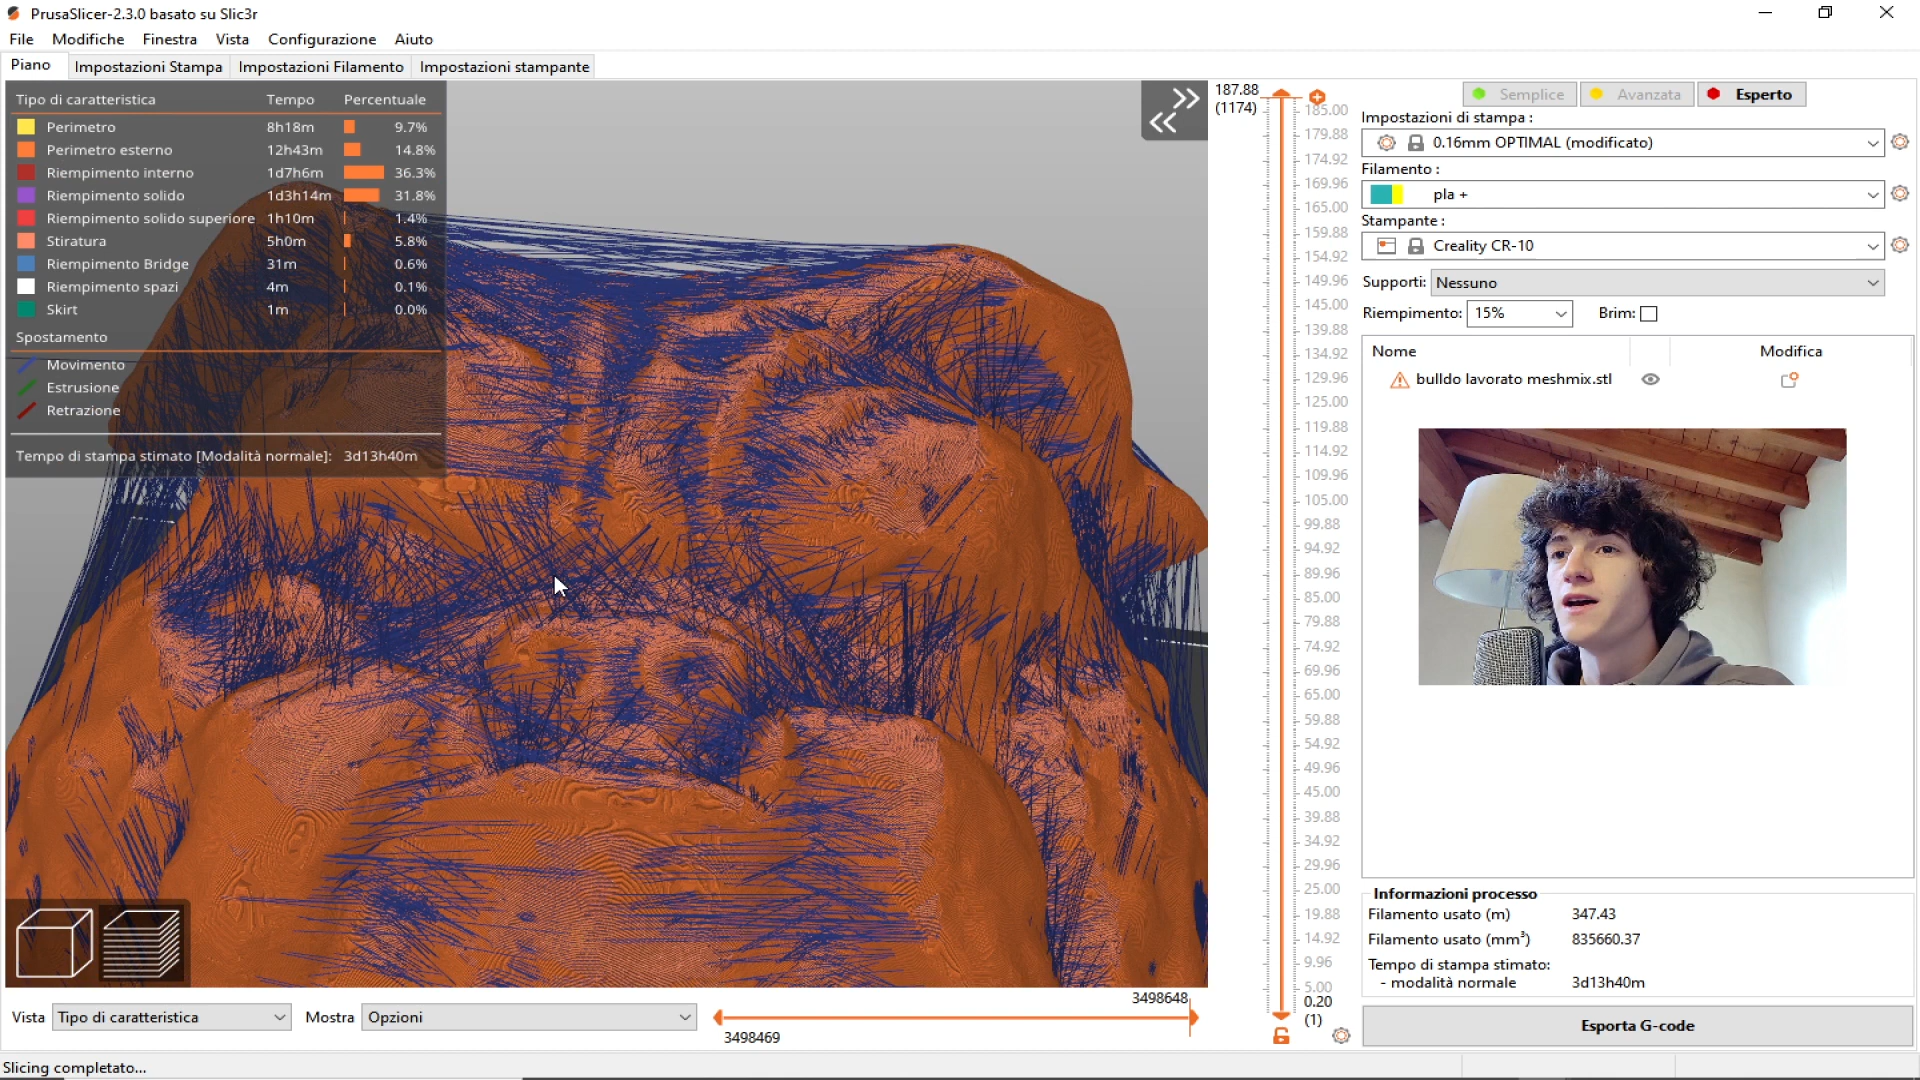 PrusaSlicer-2.3.0 basato su Slic3r
File Modifiche Finestra Vista Configurazione Aiuto
Piano Impostazioni Stampa Impostazioni Filamento Impostazioni stampante
Tipo di caratteristica Tempo Percentuale
Perimetro 8h18m 9.7%
Perimetro esterno 12h43m 14.8%
Riempimento interno 1d7h6m 36.3%
Riempimento solido 1d3h14m 31.8%
Riempimento solido superiore 1h10m 1.4%
Stiratura 5h0m 5.8%
Riempimento Bridge 31m 0.6%
Riempimento spazi 4m 0.1%
Skirt 1m 0.0%
Spostamento
Movimento
Estrusione
Retrazione
Tempo di stampa stimato [Modalità normale]: 3d13h40m
187.88
(1174)
185.00
179.88
174.92
169.96
165.00
159.88
154.92
149.96
145.00
139.88
134.92
129.96
125.00
119.88
114.92
109.96
105.00
99.88
94.92
89.96
85.00
79.88
74.92
69.96
65.00
59.88
54.92
49.96
45.00
39.88
34.92
29.96
25.00
19.88
14.92
9.96
5.00
0.20
(1)
Semplice Avanzata Esperto
Impostazioni di stampa :
0.16mm OPTIMAL (modificato)
Filamento :
pla +
Stampante :
Creality CR-10
Supporti: Nessuno
Riempimento: 15% Brim:
Nome Modifica
bulldo lavorato meshmix.stl
Informazioni processo
Filamento usato (m) 347.43
Filamento usato (mm³) 835660.37
Tempo di stampa stimato:
- modalità normale 3d13h40m
Esporta G-code
3498648
Vista Tipo di caratteristica Mostra Opzioni
3498469
Slicing completato...